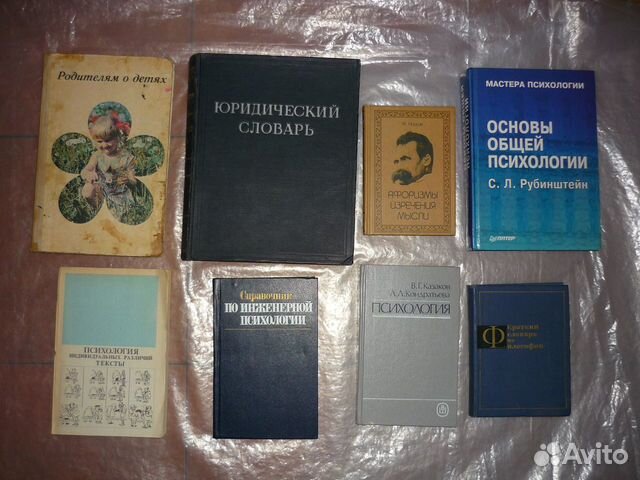 Родителям о детях
ЮРИДИЧЕСКИЙ
СЛОВАРЬ
АФОРИЗМЫ
ИЗРЕЧЕНИЯ
МЫСЛИ
МАСТЕРА ПСИХОЛОГИИ
ОСНОВЫ
ОБЩЕЙ
ПСИХОЛОГИИ
С. Л. Рубинштейн
ПИТЕР
ПСИХОЛОГИЯ
ИНДИВИДУАЛЬНЫХ РАЗЛИЧИЙ
ТЕКСТЫ
Справочник
ПО ИНЖЕНЕРНОЙ
ПСИХОЛОГИИ
В.Г. Казаков
Л.Л. Кондратьева
ПСИХОЛОГИЯ
Краткий
словарь
по
философии
Avito